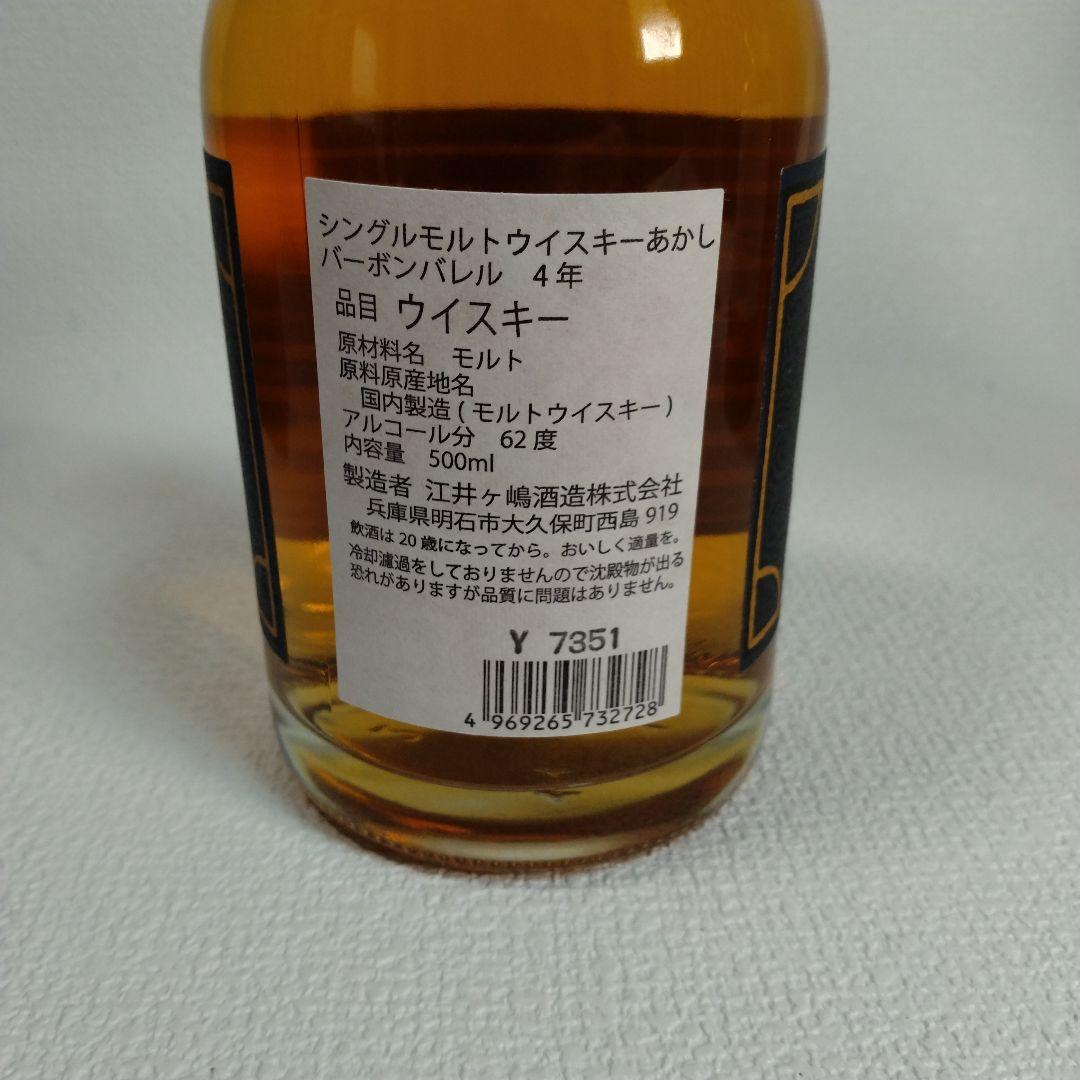 シングルモルトウイスキーあかし
バーボンバレル 4年
品目 ウイスキー
原材料名 モルト
原料原産地名
国内製造(モルトウイスキー)
アルコール分 62度
内容量 500ml
製造者 江井ヶ嶋酒造株式会社
兵庫県明石市大久保町西島919
飲酒は20歳になってから。おいしく適量を。
冷却濾過をしておりませんので沈殿物が出る
恐れがありますが品質に問題はありません。
Y 7351
4 969265 732728